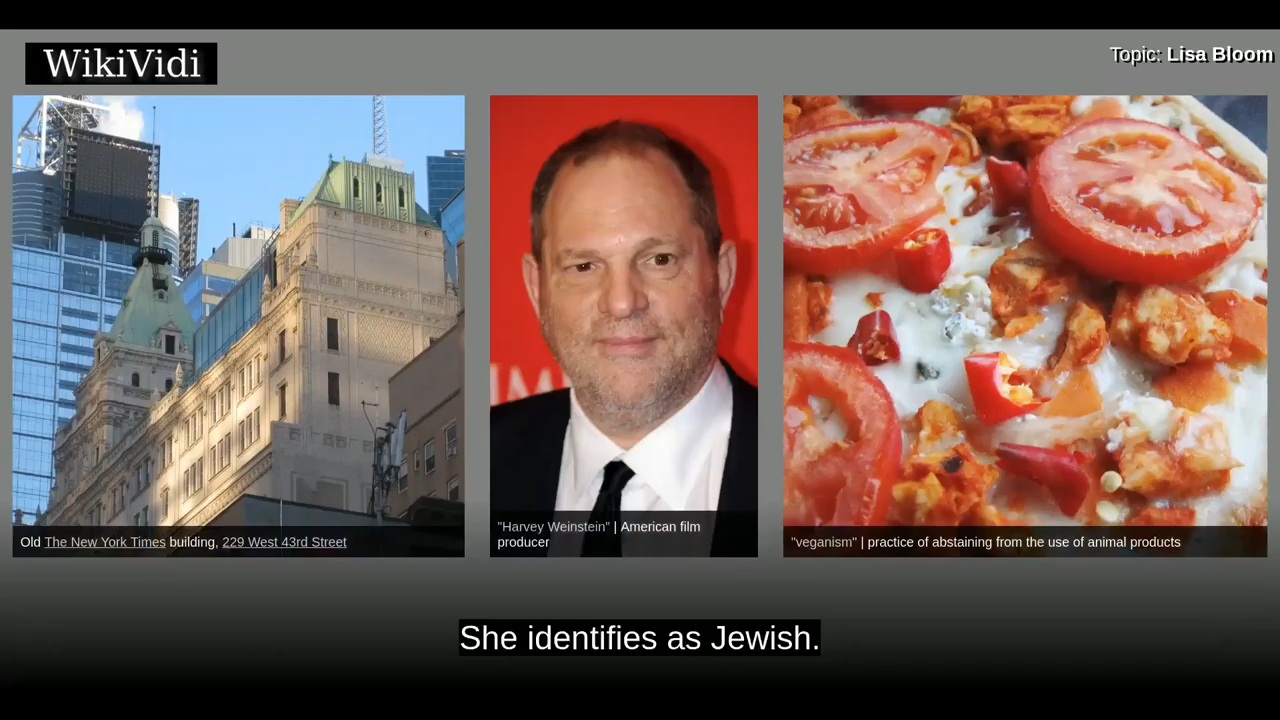 WikiVidi
Topic: Lisa Bloom
IM
Old The New York Times building, 229 West 43rd Street
"Harvey Weinstein" | American film
producer
"veganism" | practice of abstaining from the use of animal products
She identifies as Jewish.